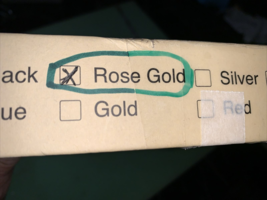 ack ☒ Rose Gold ☐ Silver
ue ☐ Gold ☐ Red